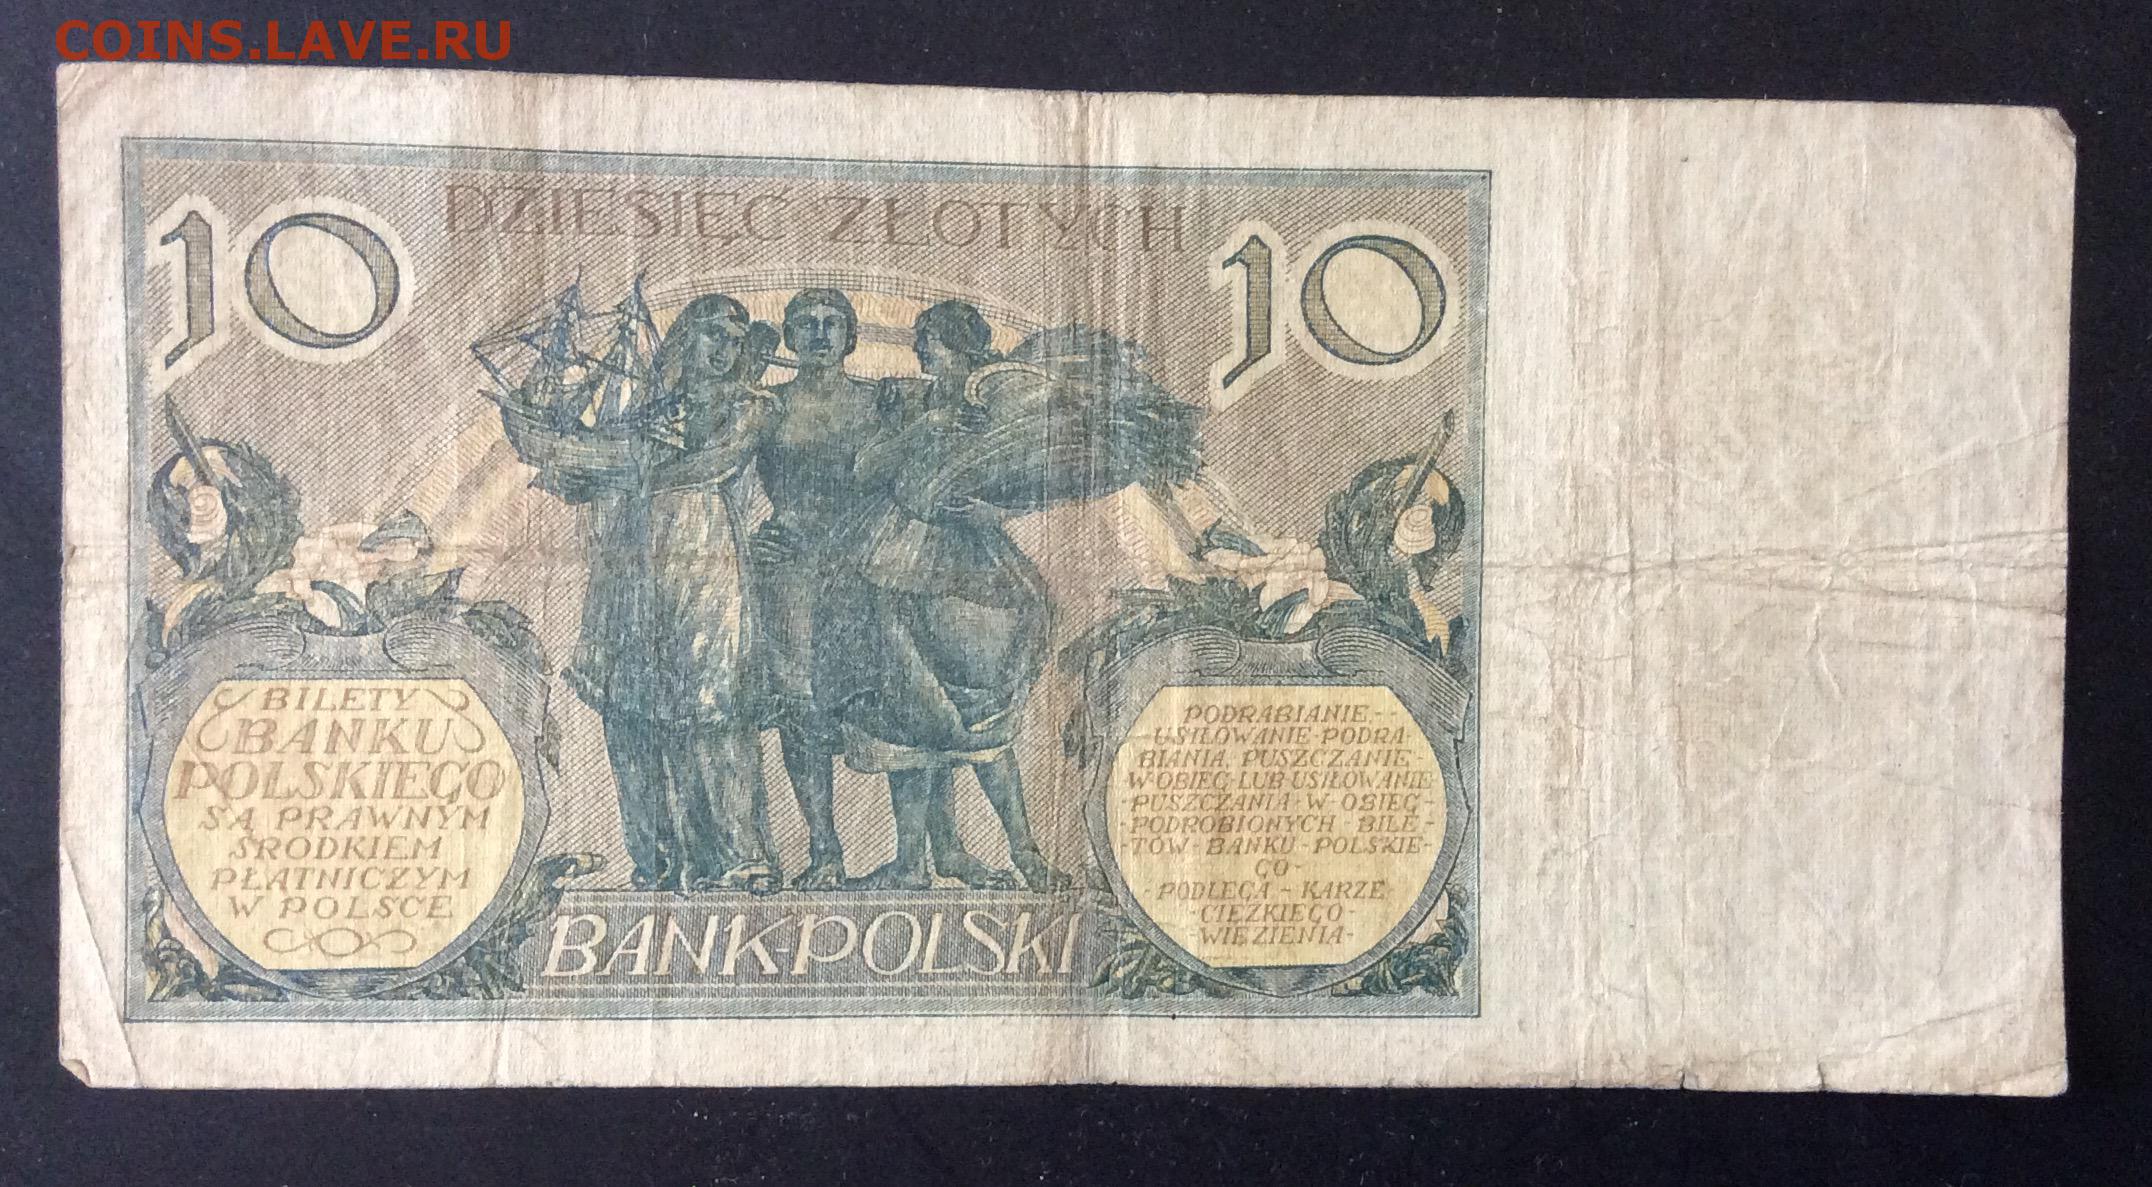 COINS.LAVE.RU
DZIESIĘĆ ZŁOTYCH
10
10
BILETY
BANKU
POLSKIEGO
SĄ PRAWNYM
ŚRODKIEM
PŁATNICZYM
W POLSCE
PODRABIANIE,--
USIŁOWANIE-PODRA-
BIANIA, PUSZCZANIE-
W-OBIEG-LUB-USIŁOWANIE
-PUSZCZANIA-W-OBIEG-
-PODROBIONYCH-BILE-
-TÓW-BANKU-POLSKIE-
GO-
-PODLEGA-KARZE-
-CIĘŻKIEGO-
-WIĘZIENIA-
BANK-POLSKI